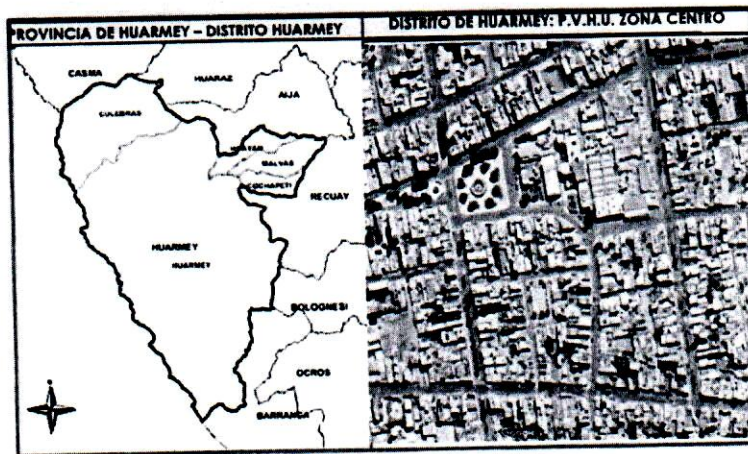 PROVINCIA DE HUARMEY – DISTRITO HUARMEY
DISTRITO DE HUARMEY: P.V.H.U. ZONA CENTRO
CASMA
HUARAZ
AIJA
CULEBRAS
HUAYAN
MALVAS
COCHAPETI
RECUAY
HUARMEY
HUARMEY
BOLOGNESI
OCROS
BARRANCA